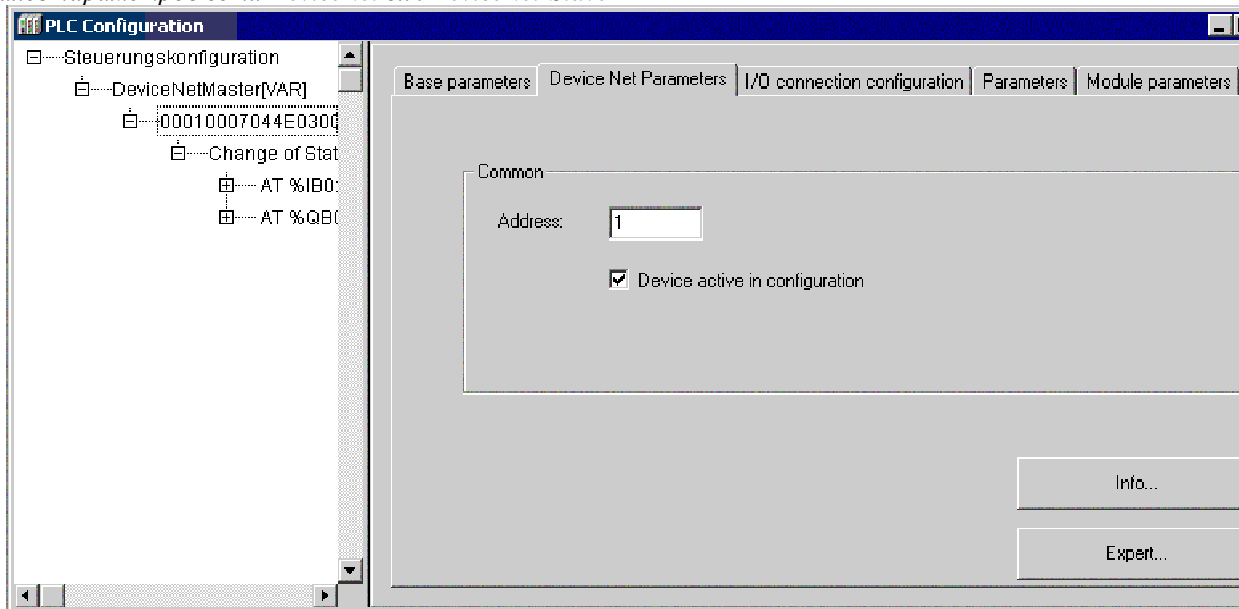 PLC Configuration
Steuerungskonfiguration
DeviceNetMaster[VAR]
00010007044E0300
Change of Stat
AT %IB0:
AT %QB0
Base parameters
Device Net Parameters
I/O connection configuration
Parameters
Module parameters
Common
Address:
1
Device active in configuration
Info...
Expert...